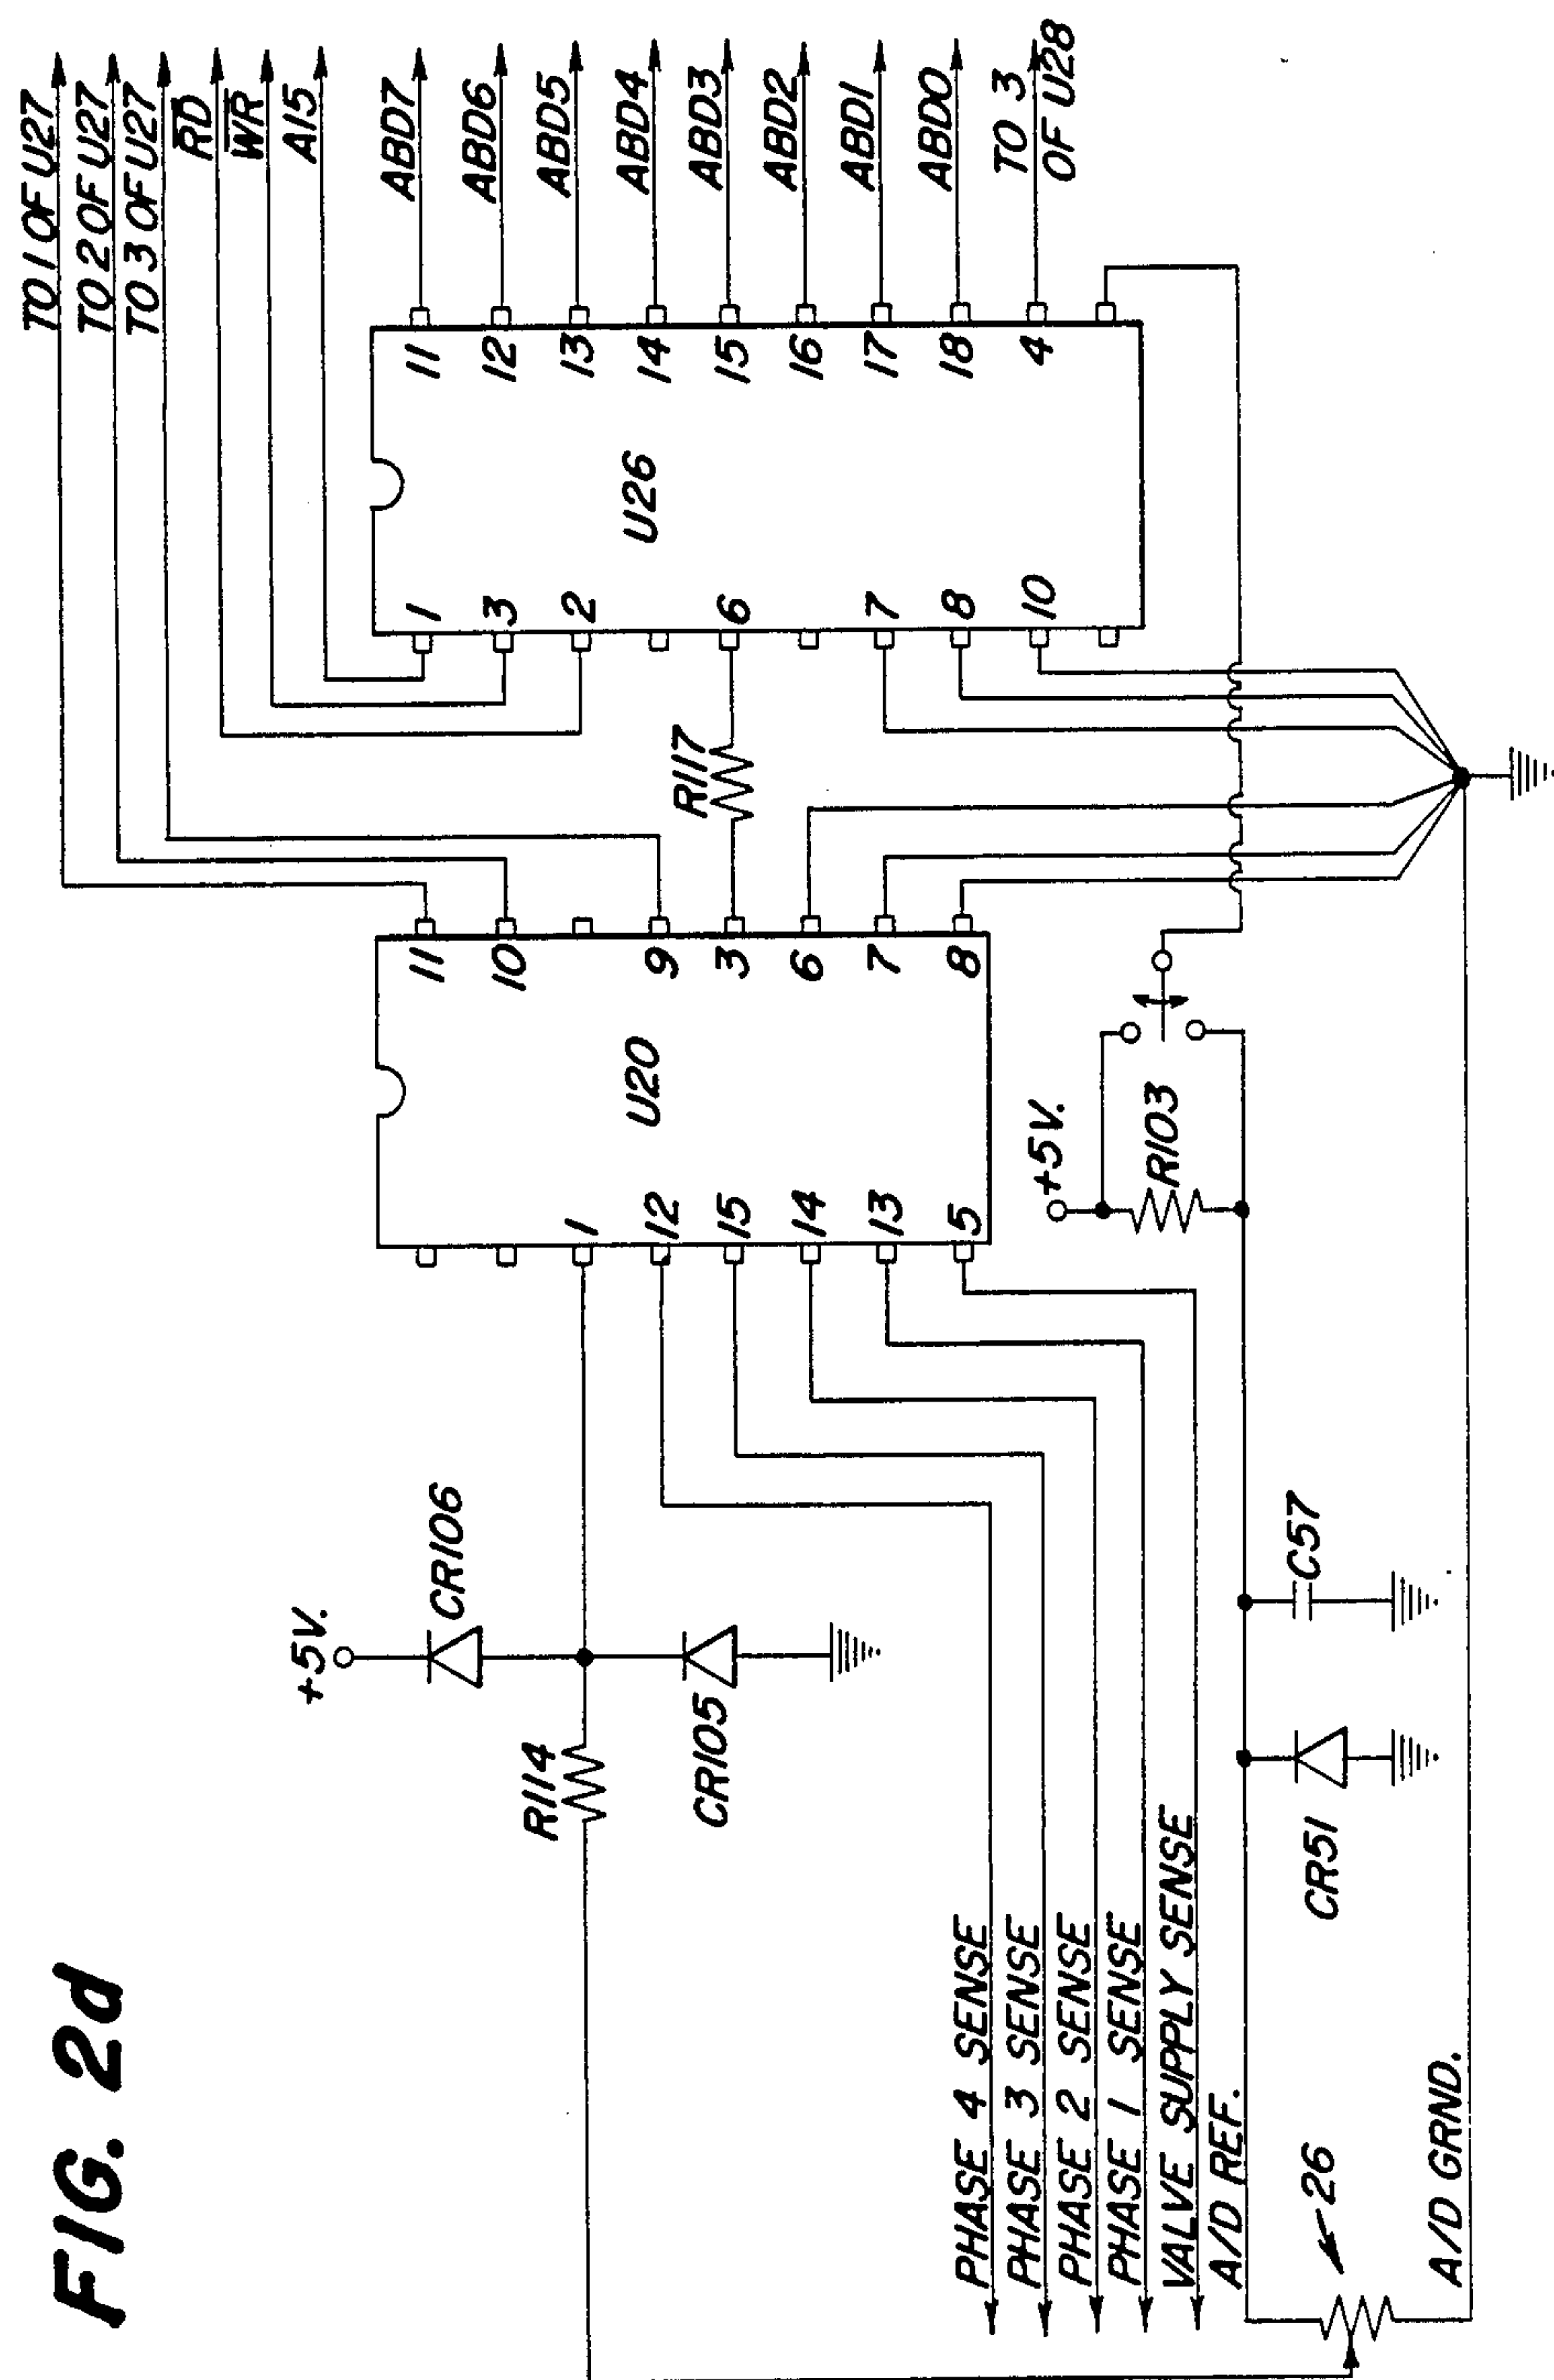 FIG. 2d
TO 1 OF U27
TO 2 OF U27
TO 3 OF U27
RD
WR
A15
ABD7
ABD6
ABD5
ABD4
ABD3
ABD2
ABD1
ABD0
TO 3
OF U28
U26
1
3
2
6
7
8
10
11
12
13
14
15
16
17
18
4
R117
U20
1
12
15
14
13
5
11
10
9
3
6
7
8
+5V.
CR106
R114
CR105
+5V.
R103
PHASE 4 SENSE
PHASE 3 SENSE
PHASE 2 SENSE
PHASE 1 SENSE
VALVE SUPPLY SENSE
A/D REF.
C57
CR51
26
A/D GRND.